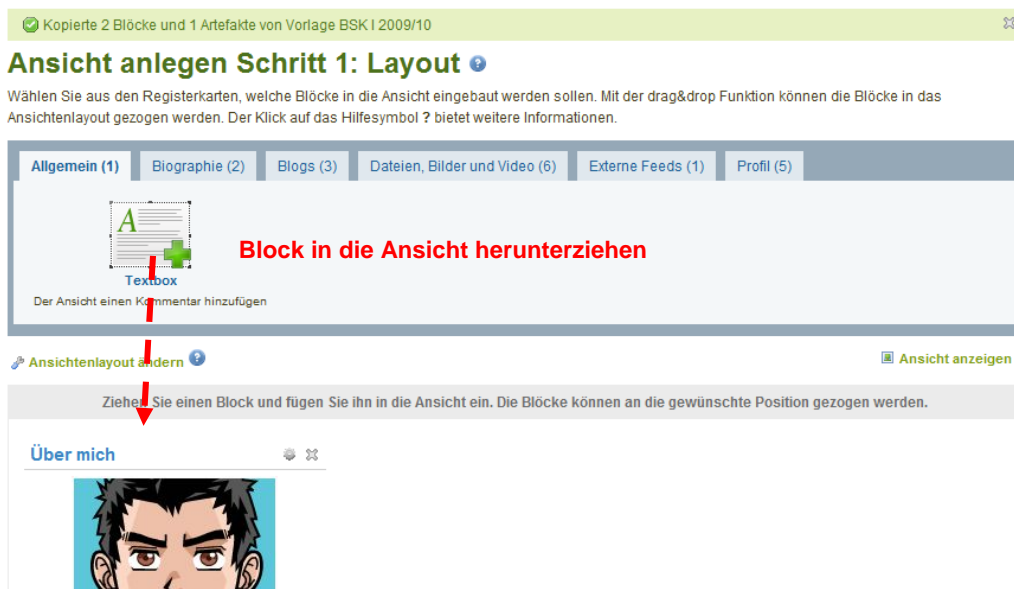 Kopierte 2 Blöcke und 1 Artefakte von Vorlage BSK I 2009/10
Ansicht anlegen Schritt 1: Layout ?
Wählen Sie aus den Registerkarten, welche Blöcke in die Ansicht eingebaut werden sollen. Mit der drag&drop Funktion können die Blöcke in das
Ansichtenlayout gezogen werden. Der Klick auf das Hilfesymbol ? bietet weitere Informationen.
Allgemein (1) Biographie (2) Blogs (3) Dateien, Bilder und Video (6) Externe Feeds (1) Profil (5)
A
Block in die Ansicht herunterziehen
Textbox
Der Ansicht einen Kommentar hinzufügen
Ansichtenlayout ändern ? Ansicht anzeigen
Ziehen Sie einen Block und fügen Sie ihn in die Ansicht ein. Die Blöcke können an die gewünschte Position gezogen werden.
Über mich